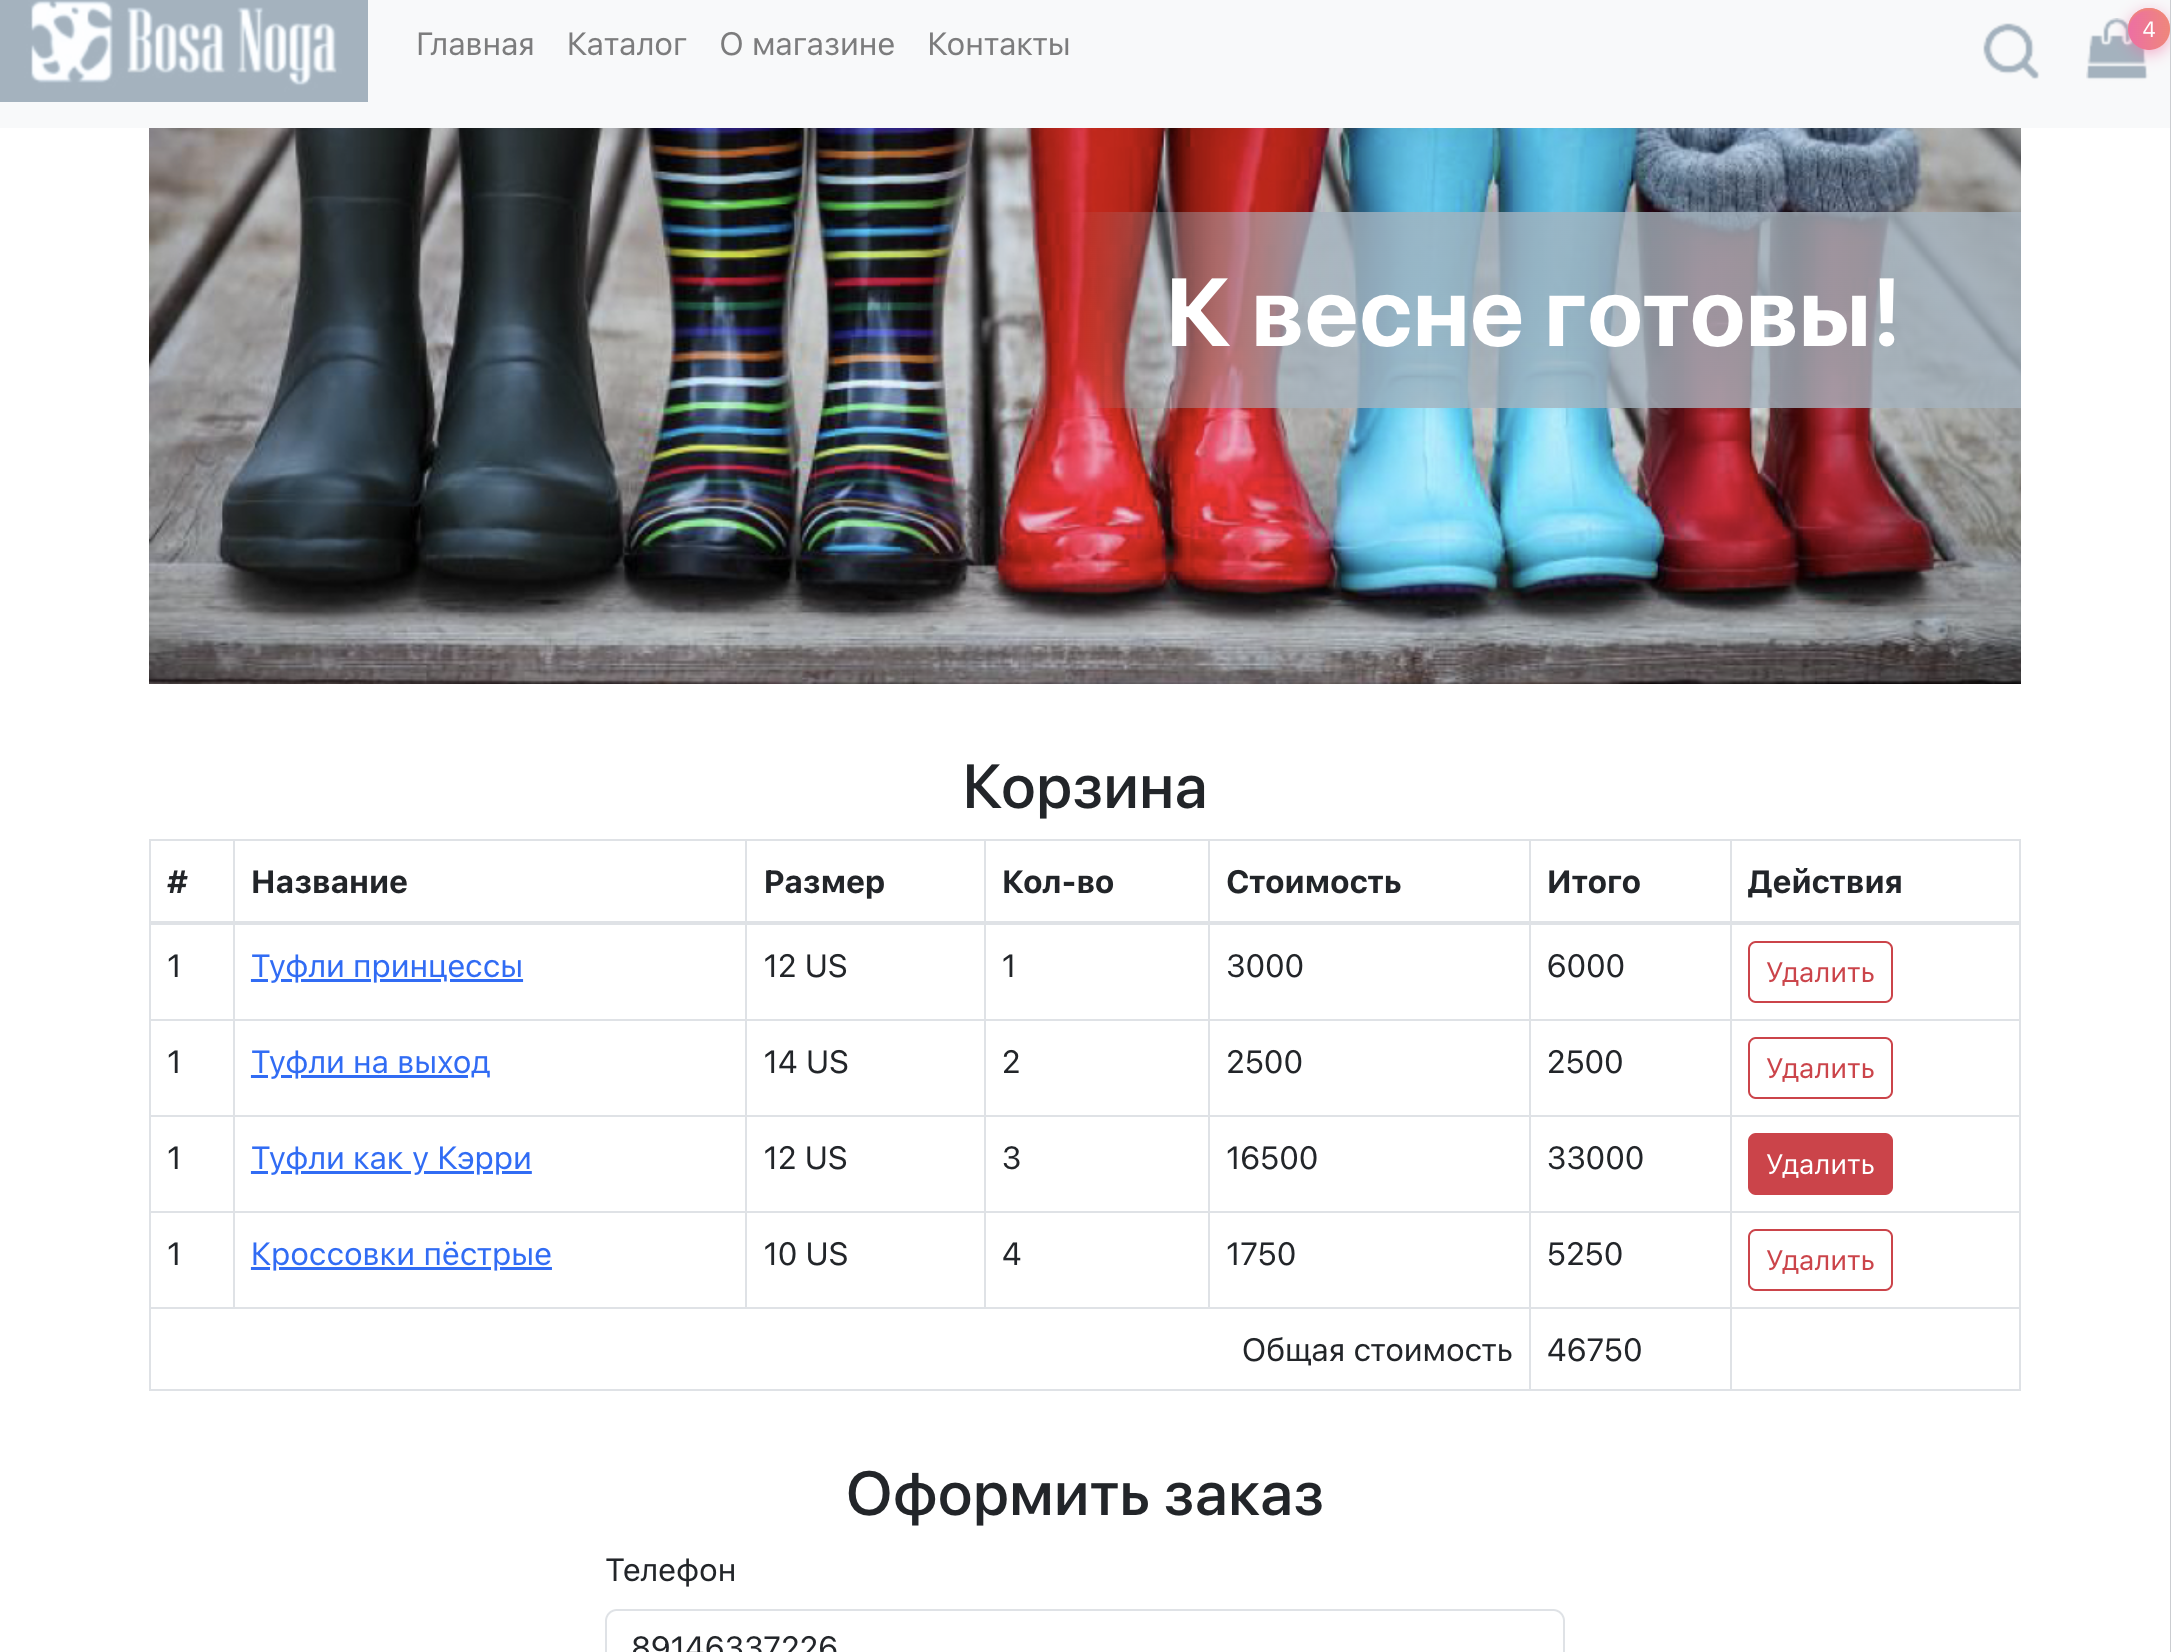 Bosa Noga Главная Каталог О магазине Контакты 4
К весне готовы!
Корзина
# Название Размер Кол-во Стоимость Итого Действия
1 Туфли принцессы 12 US 1 3000 6000 Удалить
1 Туфли на выход 14 US 2 2500 2500 Удалить
1 Туфли как у Кэрри 12 US 3 16500 33000 Удалить
1 Кроссовки пёстрые 10 US 4 1750 5250 Удалить
Общая стоимость 46750
Оформить заказ
Телефон
89146337226